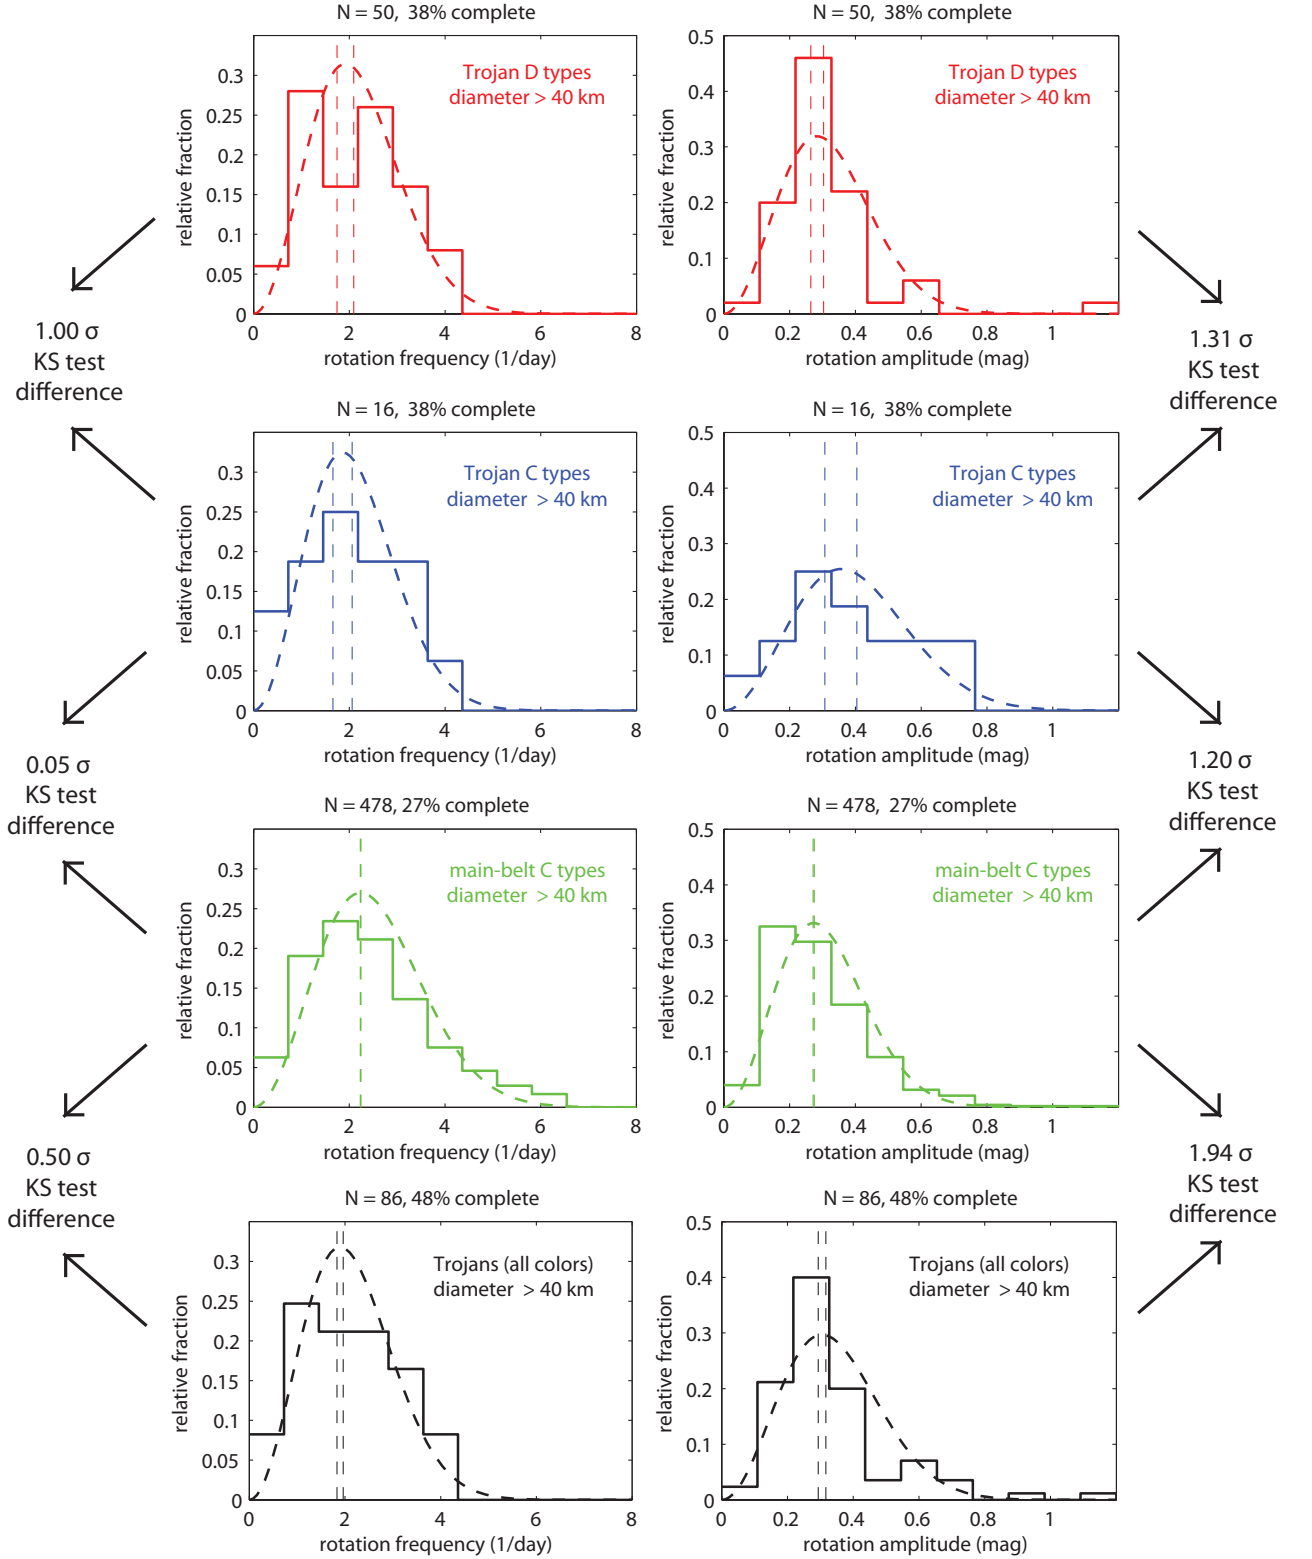 N = 50, 38% complete
0.3
0.25
0.2
0.15
0.1
0.05
0
relative fraction
Trojan D types
diameter > 40 km
0 2 4 6 8
rotation frequency (1/day)
N = 50, 38% complete
0.5
0.4
0.3
0.2
0.1
0
relative fraction
Trojan D types
diameter > 40 km
0 0.2 0.4 0.6 0.8 1
rotation amplitude (mag)
1.00 σ
KS test
difference
1.31 σ
KS test
difference
N = 16, 38% complete
0.3
0.25
0.2
0.15
0.1
0.05
0
relative fraction
Trojan C types
diameter > 40 km
0 2 4 6 8
rotation frequency (1/day)
N = 16, 38% complete
0.5
0.4
0.3
0.2
0.1
0
relative fraction
Trojan C types
diameter > 40 km
0 0.2 0.4 0.6 0.8 1
rotation amplitude (mag)
0.05 σ
KS test
difference
1.20 σ
KS test
difference
N = 478, 27% complete
0.3
0.25
0.2
0.15
0.1
0.05
0
relative fraction
main-belt C types
diameter > 40 km
0 2 4 6 8
rotation frequency (1/day)
N = 478, 27% complete
0.5
0.4
0.3
0.2
0.1
0
relative fraction
main-belt C types
diameter > 40 km
0 0.2 0.4 0.6 0.8 1
rotation amplitude (mag)
0.50 σ
KS test
difference
1.94 σ
KS test
difference
N = 86, 48% complete
0.3
0.25
0.2
0.15
0.1
0.05
0
relative fraction
Trojans (all colors)
diameter > 40 km
0 2 4 6 8
rotation frequency (1/day)
N = 86, 48% complete
0.5
0.4
0.3
0.2
0.1
0
relative fraction
Trojans (all colors)
diameter > 40 km
0 0.2 0.4 0.6 0.8 1
rotation amplitude (mag)